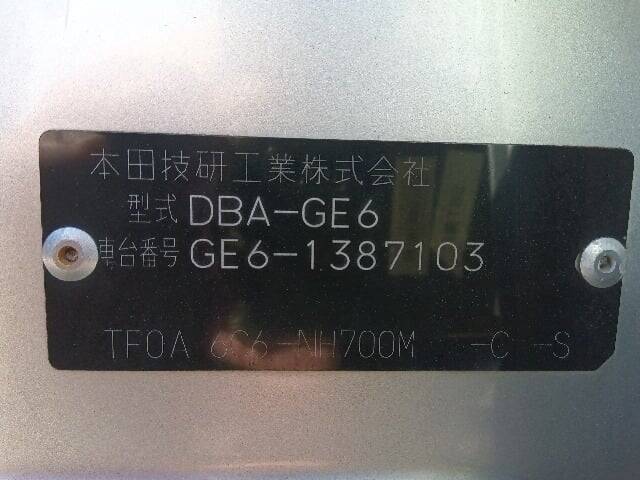 本田技研工業株式会社
型式 DBA-GE6
車台番号 GE6-1387103
TF0A 6C6-NH700M -C -S